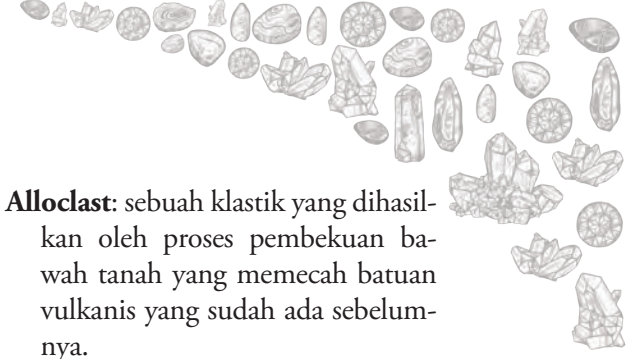 Alloclast: sebuah klastik yang dihasil-
kan oleh proses pembekuan ba-
wah tanah yang memecah batuan
vulkanis yang sudah ada sebelum-
nya.